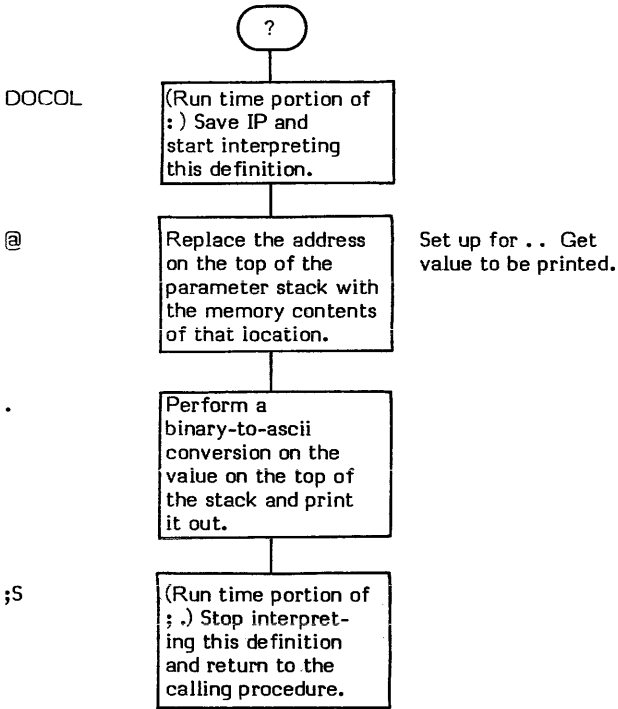 ?
DOCOL
(Run time portion of
: ) Save IP and
start interpreting
this definition.
@
Replace the address
on the top of the
parameter stack with
the memory contents
of that location.
Set up for . . Get
value to be printed.
.
Perform a
binary-to-ascii
conversion on the
value on the top of
the stack and print
it out.
;S
(Run time portion of
; .) Stop interpret-
ing this definition
and return to the
calling procedure.